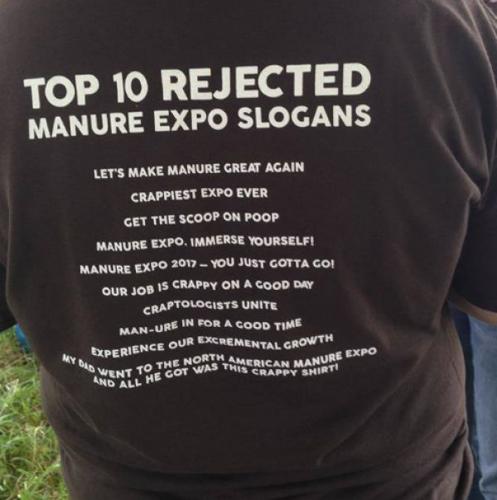 TOP 10 REJECTED
MANURE EXPO SLOGANS
LET'S MAKE MANURE GREAT AGAIN
CRAPPIEST EXPO EVER
GET THE SCOOP ON POOP
MANURE EXPO. IMMERSE YOURSELF!
MANURE EXPO 2017 – YOU JUST GOTTA GO!
OUR JOB IS CRAPPY ON A GOOD DAY
CRAPTOLOGISTS UNITE
MAN-URE IN FOR A GOOD TIME
EXPERIENCE OUR EXCREMENTAL GROWTH
MY DAD WENT TO THE NORTH AMERICAN MANURE EXPO
AND ALL HE GOT WAS THIS CRAPPY SHIRT!